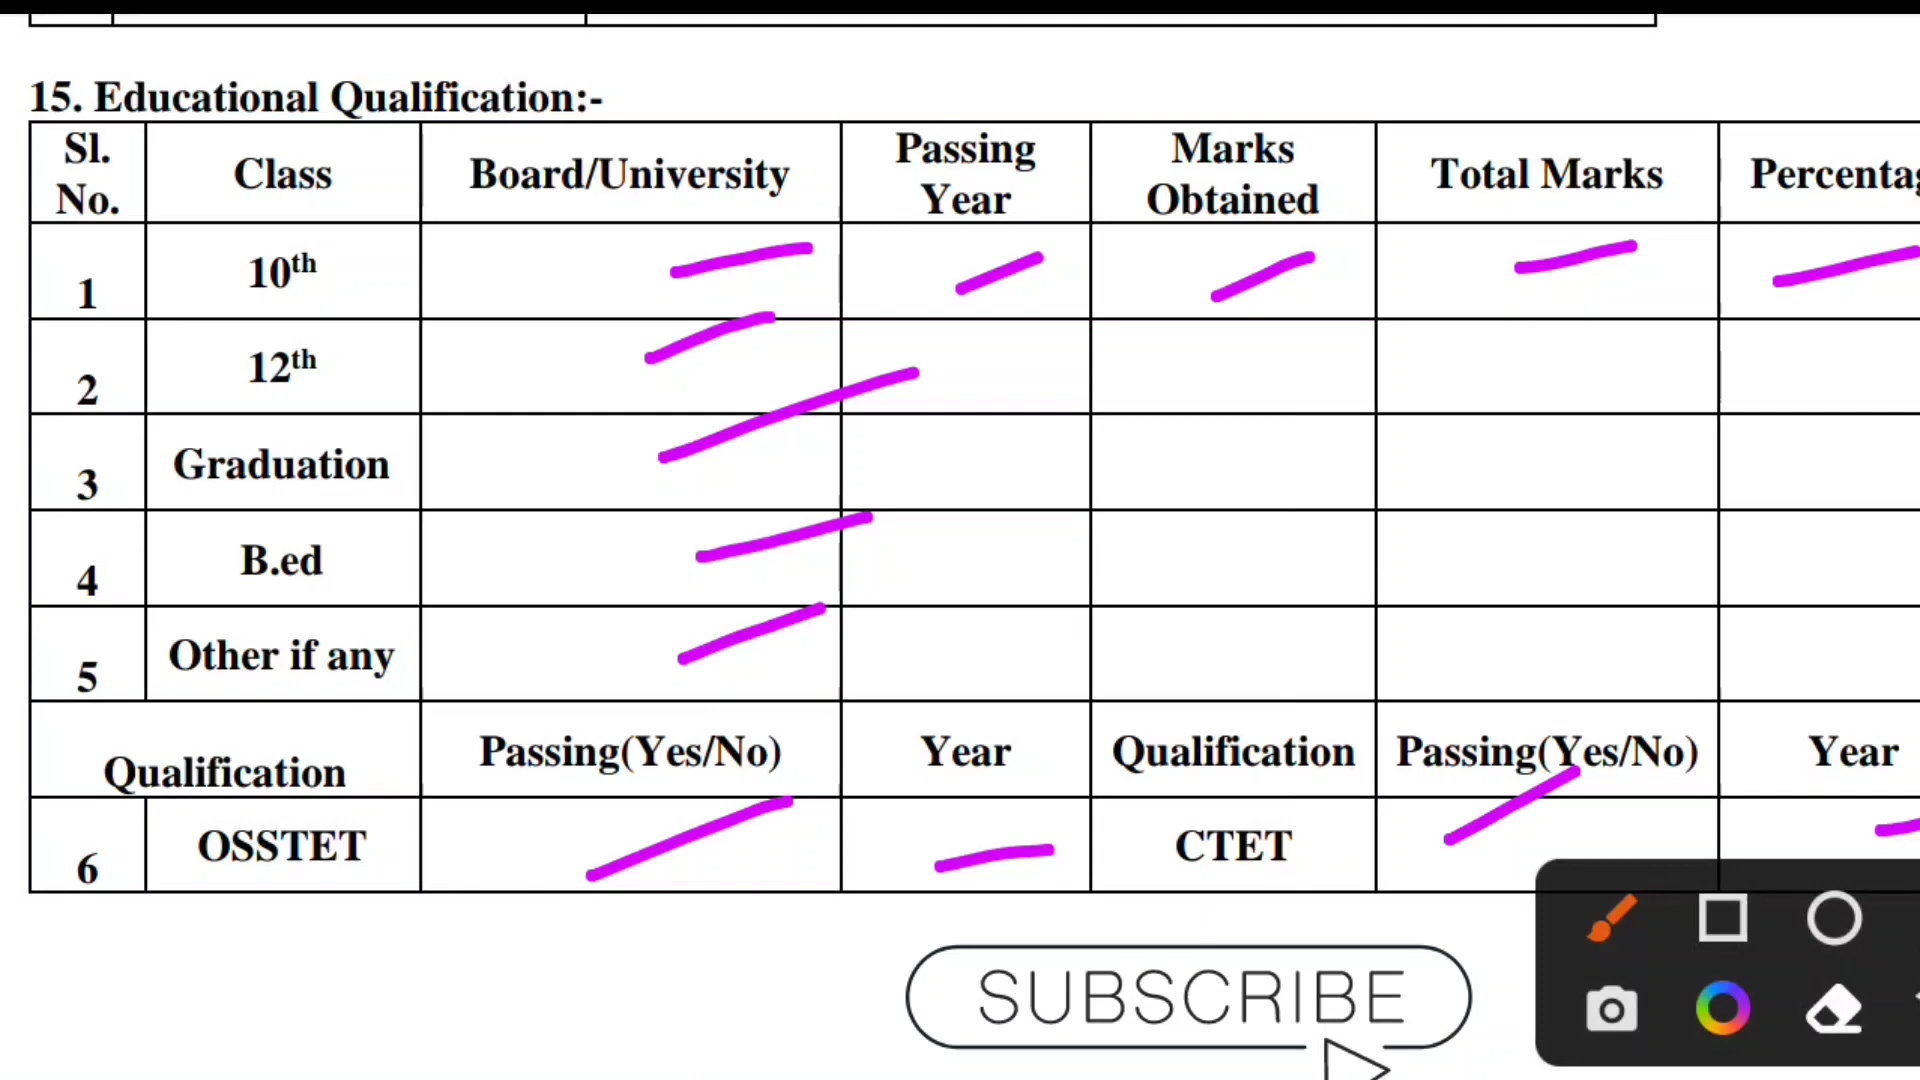 15. Educational Qualification:-
Sl. No. Class Board/University Passing Year Marks Obtained Total Marks Percentag
1 10th
2 12th
3 Graduation
4 B.ed
5 Other if any
Qualification Passing(Yes/No) Year Qualification Passing(Yes/No) Year
6 OSSTET CTET
SUBSCRIBE